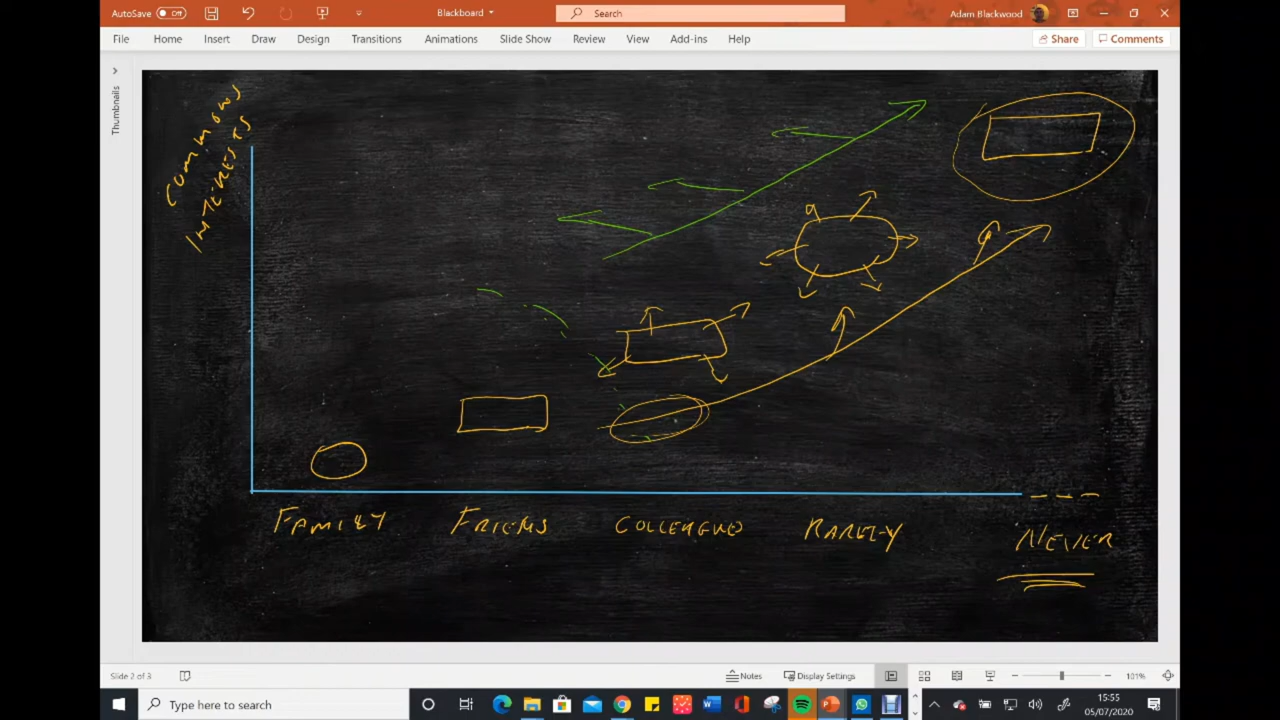 AutoSave Off
Blackboard
Search
Adam Blackwood
File Home Insert Draw Design Transitions Animations Slide Show Review View Add-ins Help
Share Comments
Thumbnails
COMMONS
INTERESTS
FAMILY FRIENDS COLLEAGUES RARELY NEVER
Slide 2 of 3
Notes Display Settings 101%
Type here to search
15:55
05/07/2020